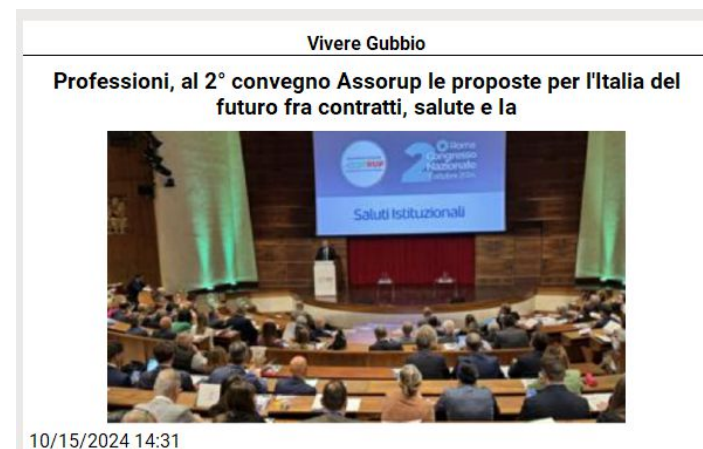 Vivere Gubbio
Professioni, al 2° convegno Assorup le proposte per l'Italia del
futuro fra contratti, salute e la
2°
Roma
Congresso
Nazionale
Saluti Istituzionali
10/15/2024 14:31